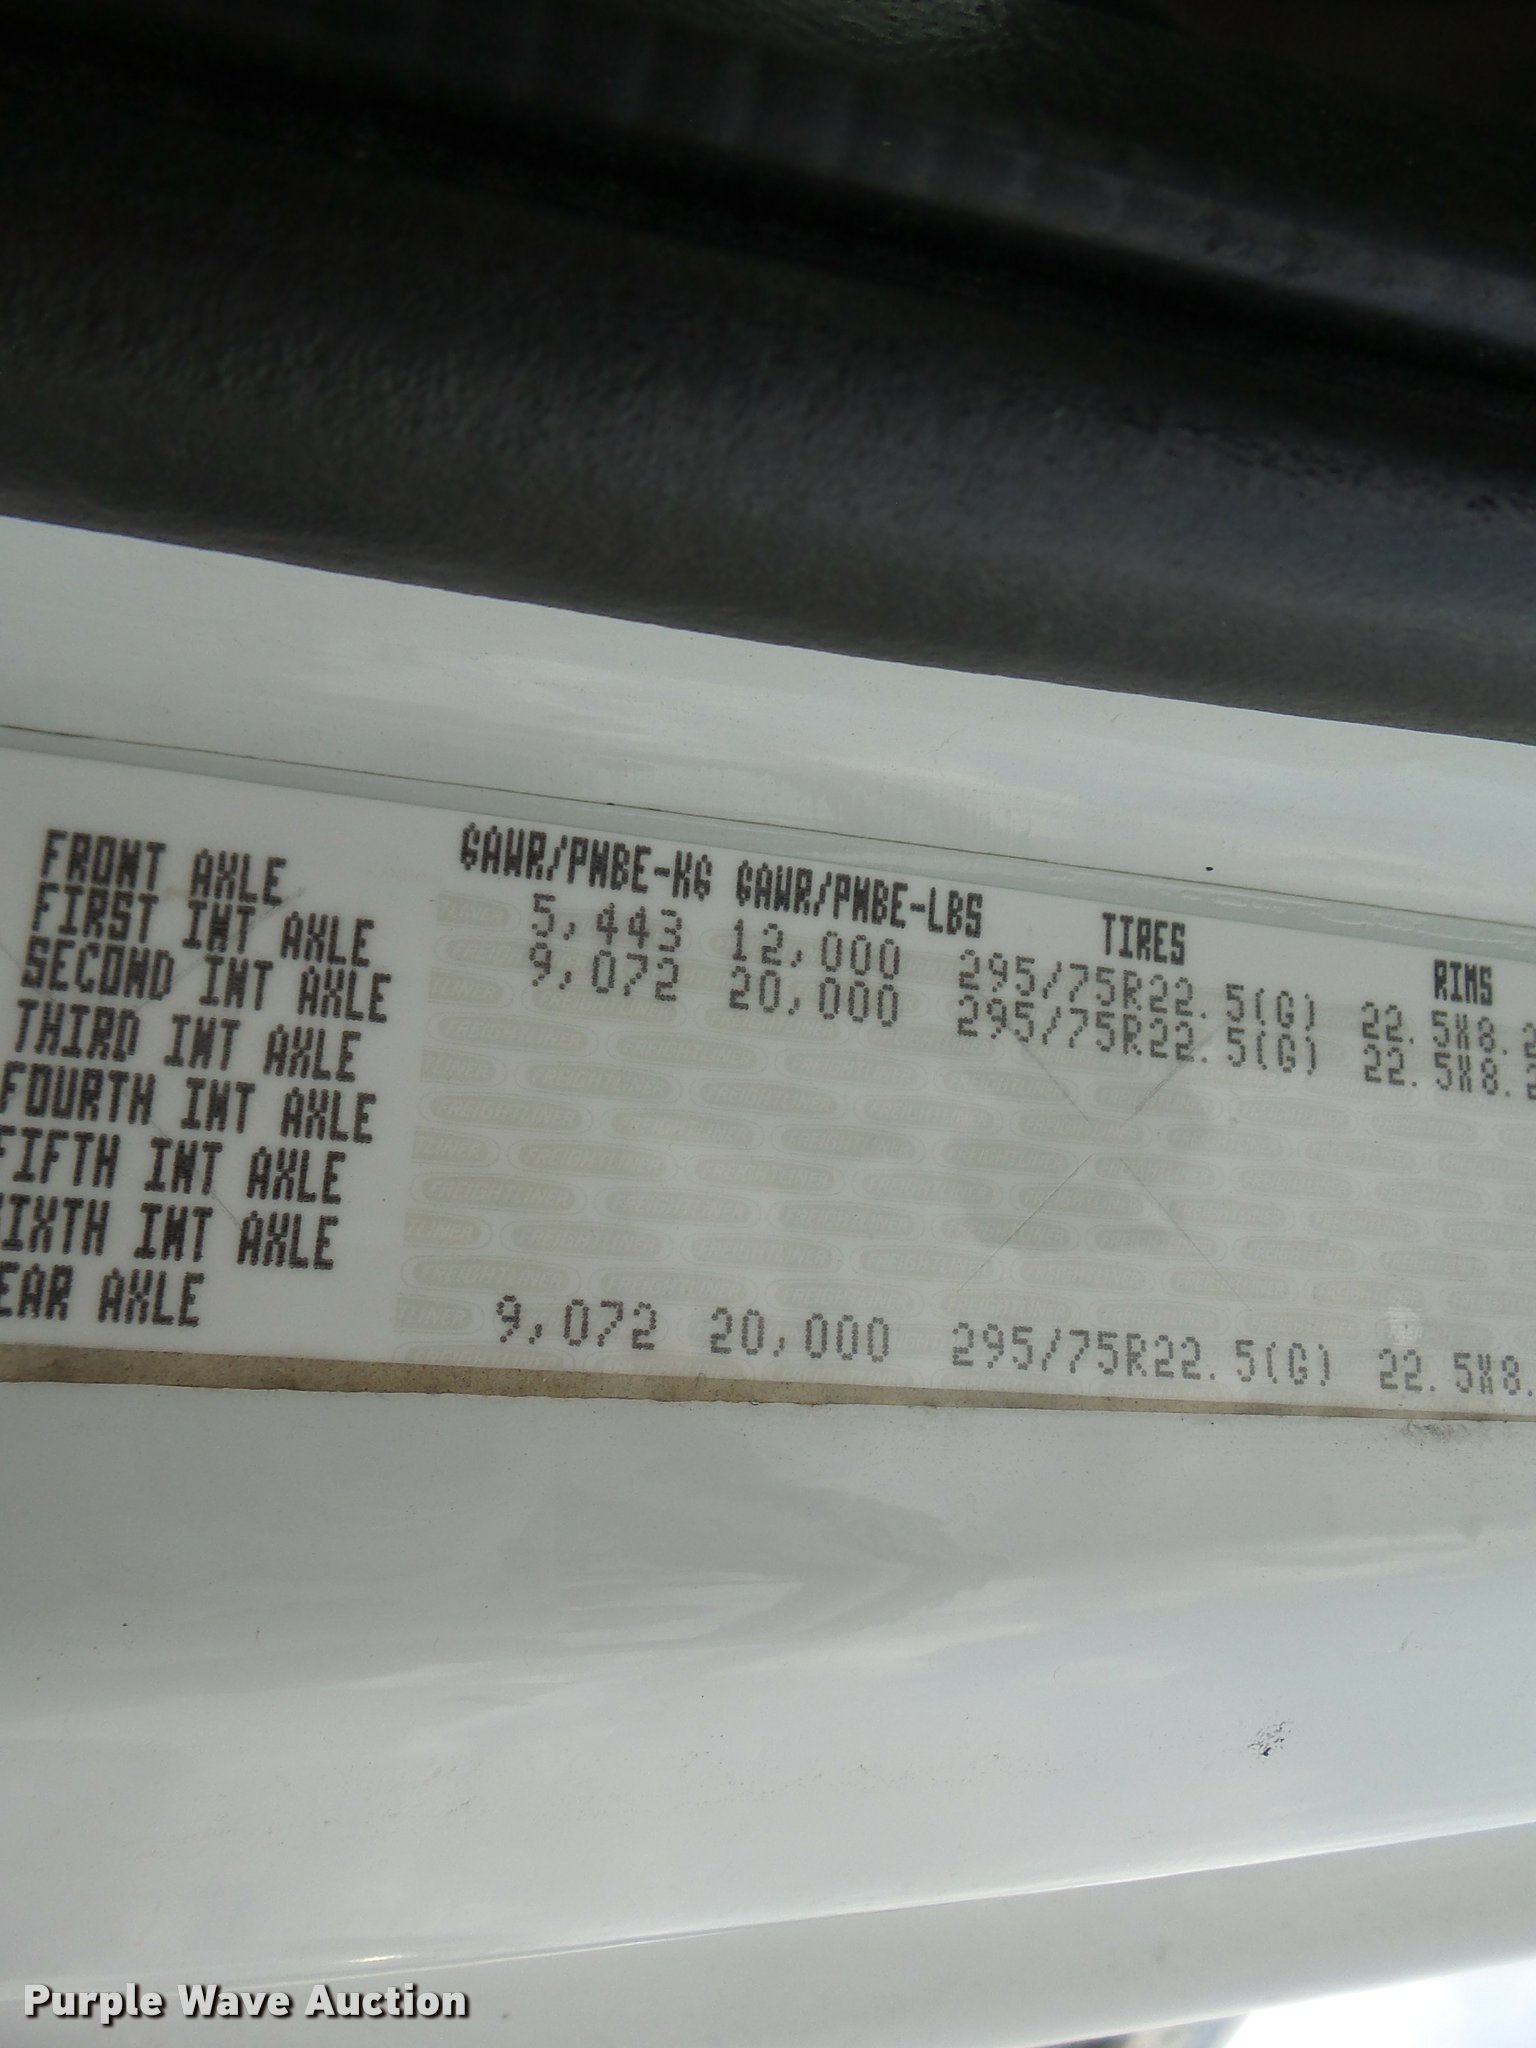 GAWR/PNBE-KG GAWR/PNBE-LBS TIRES RIMS
FRONT AXLE 5,443 12,000 295/75R22.5(G) 22.5X8.2
FIRST INT AXLE 9,072 20,000 295/75R22.5(G) 22.5X8.2
SECOND INT AXLE
THIRD INT AXLE
FOURTH INT AXLE
FIFTH INT AXLE
IXTH INT AXLE
EAR AXLE 9,072 20,000 295/75R22.5(G) 22.5X8.
FREIGHTLINER
Purple Wave Auction